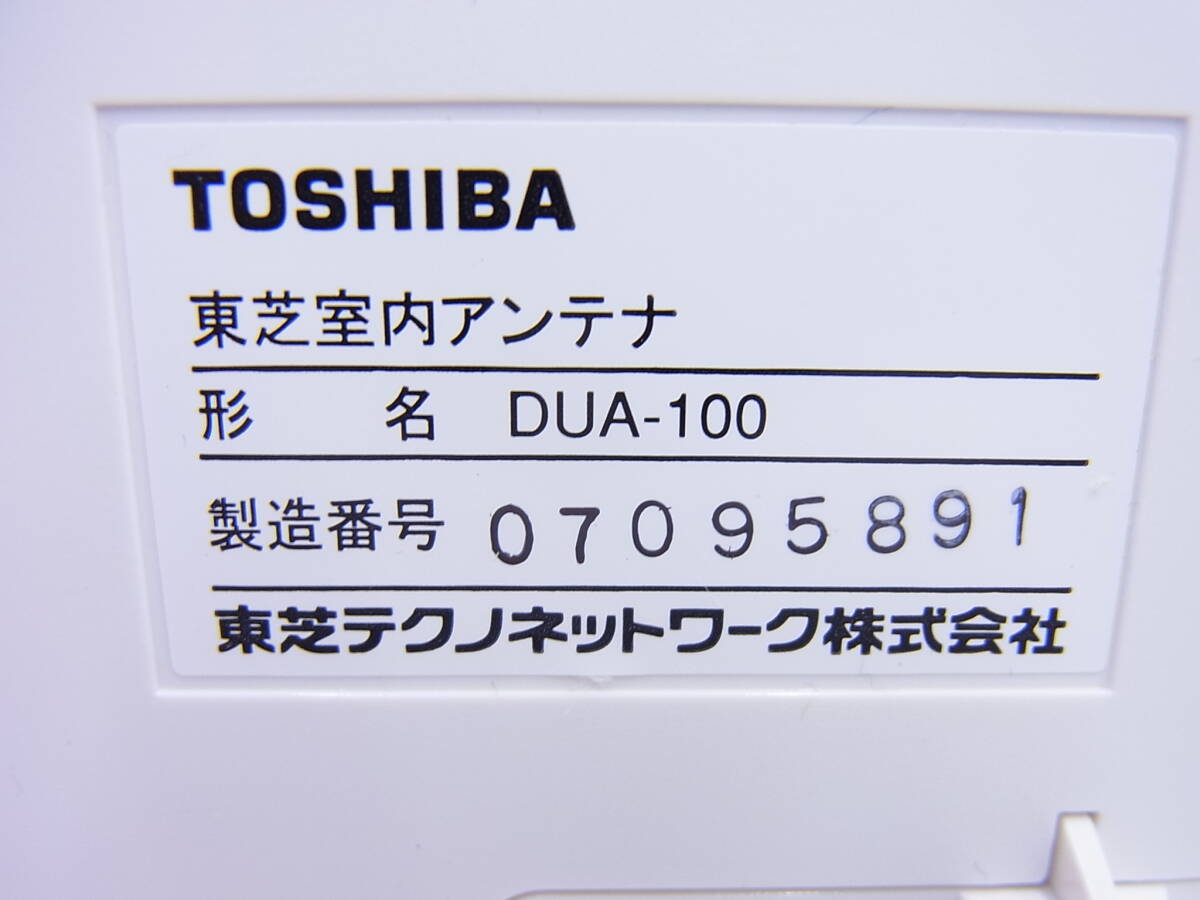 TOSHIBA
東芝室内アンテナ
形 名 DUA-100
製造番号 07095891
東芝テクノネットワーク株式会社